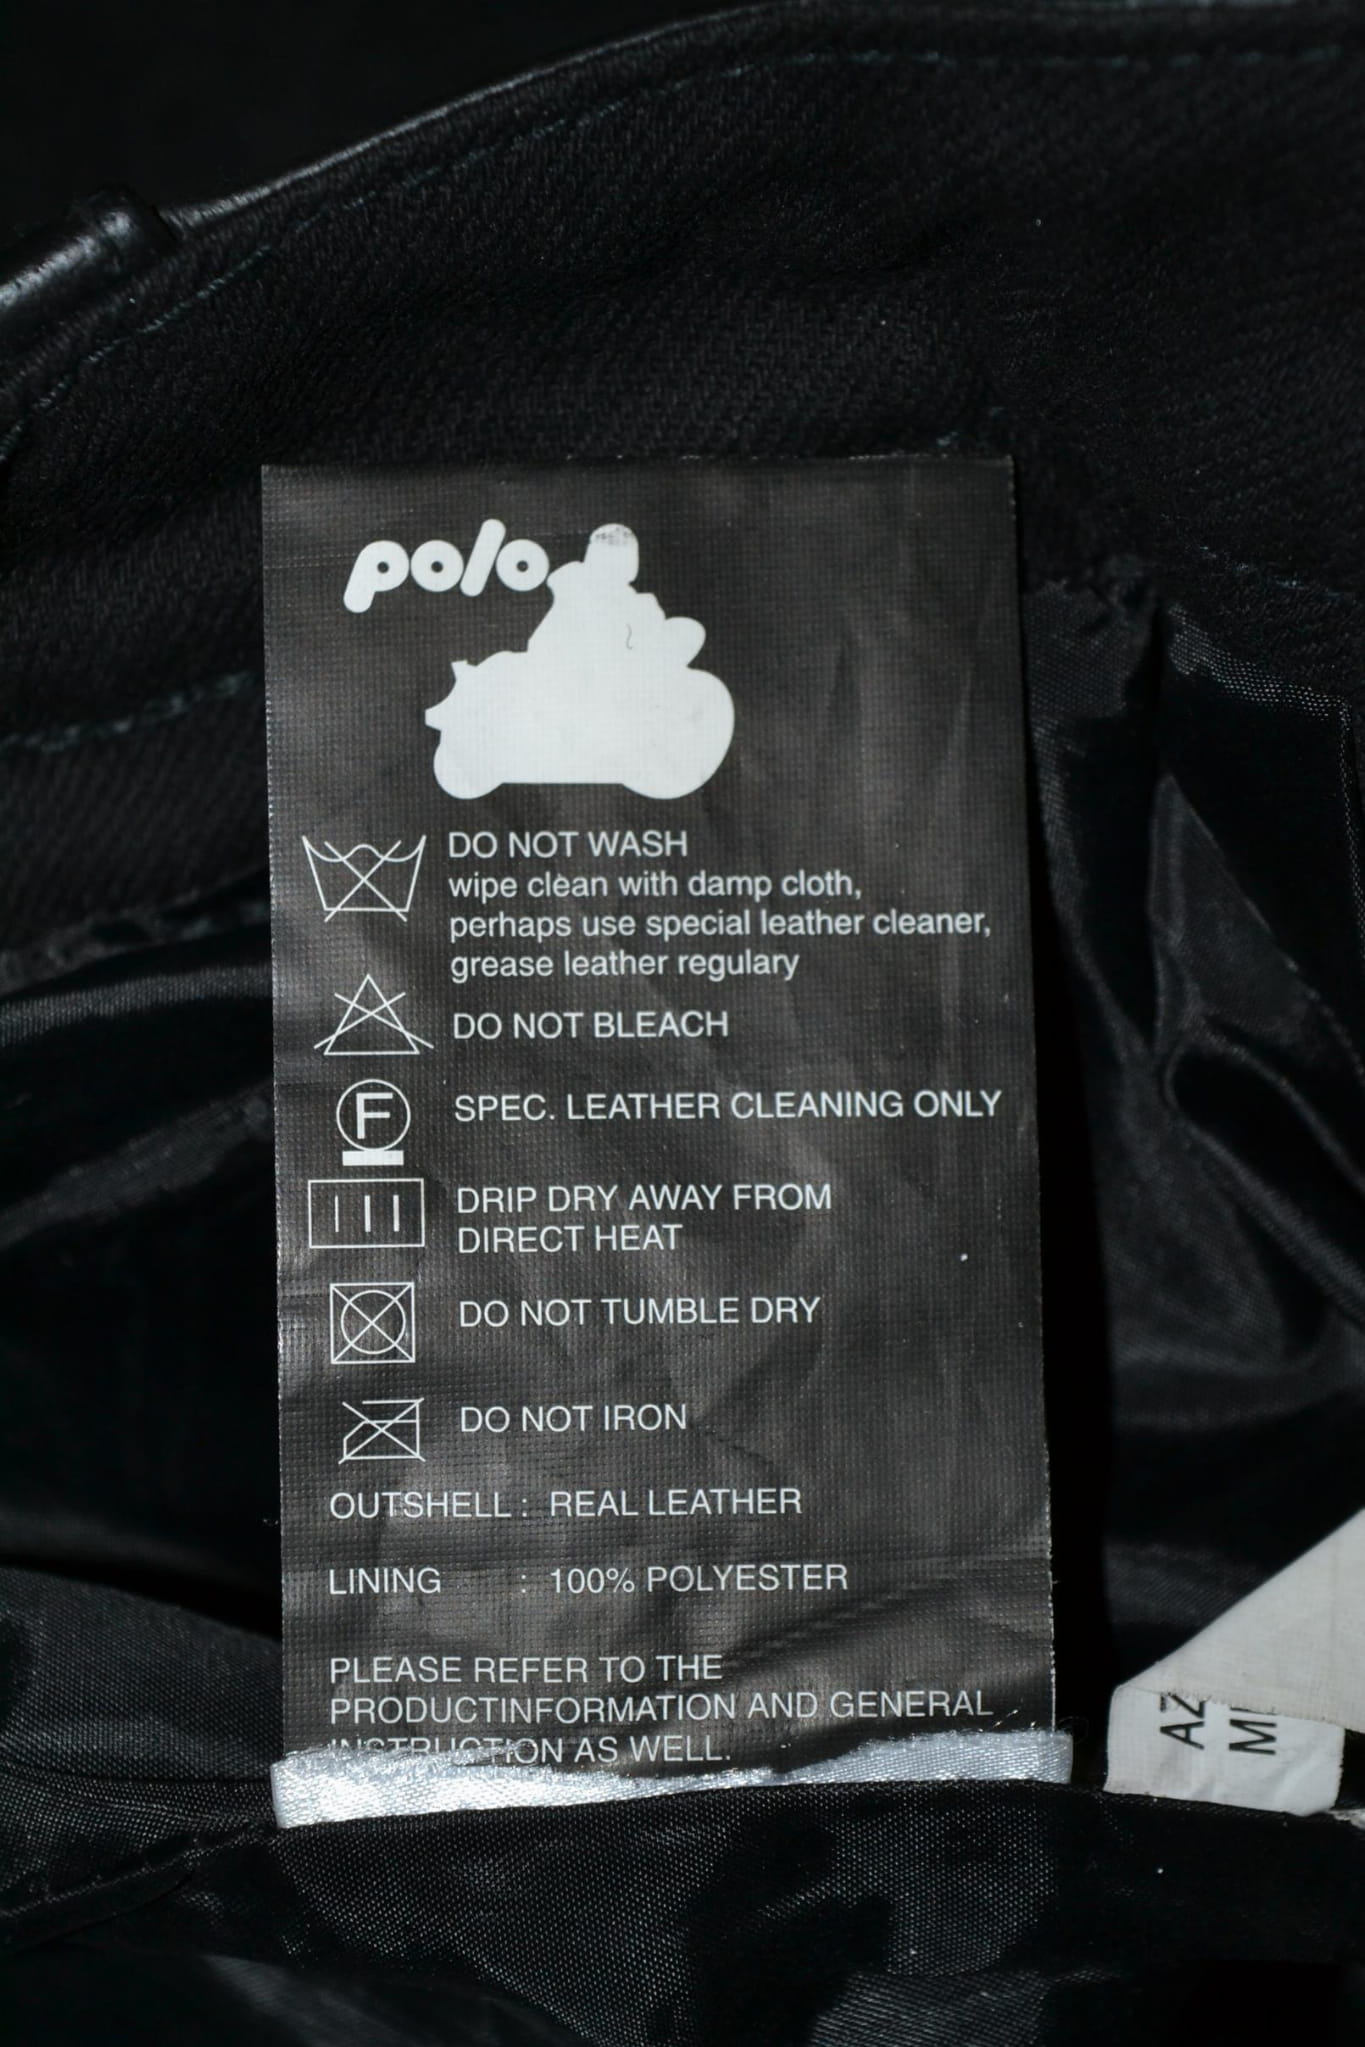 polo
DO NOT WASH
wipe clean with damp cloth,
perhaps use special leather cleaner,
grease leather regulary
DO NOT BLEACH
F
SPEC. LEATHER CLEANING ONLY
DRIP DRY AWAY FROM
DIRECT HEAT
DO NOT TUMBLE DRY
DO NOT IRON
OUTSHELL : REAL LEATHER
LINING : 100% POLYESTER
PLEASE REFER TO THE
PRODUCTINFORMATION AND GENERAL
INSTRUCTION AS WELL.
AZ